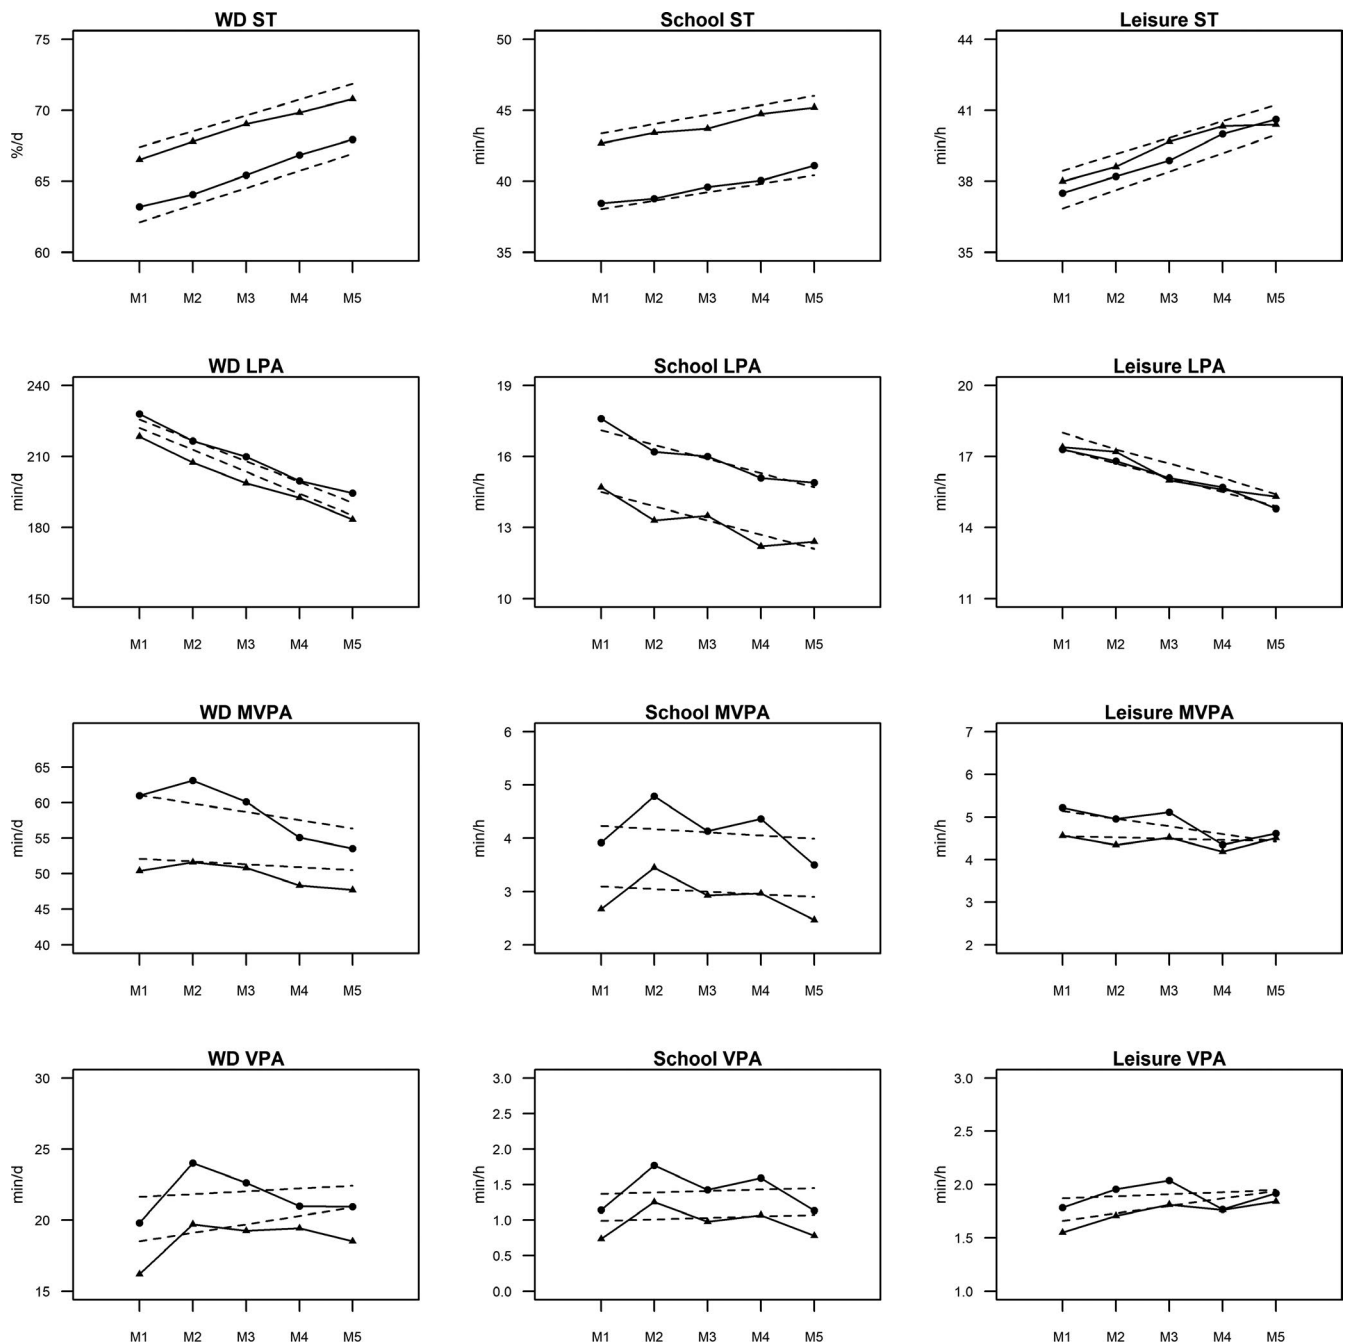 WD ST
School ST
Leisure ST
75
70
65
60
%/d
M1 M2 M3 M4 M5
50
45
40
35
min/h
M1 M2 M3 M4 M5
44
41
38
35
min/h
M1 M2 M3 M4 M5
WD LPA
School LPA
Leisure LPA
240
210
180
150
min/d
M1 M2 M3 M4 M5
19
16
13
10
min/h
M1 M2 M3 M4 M5
20
17
14
11
min/h
M1 M2 M3 M4 M5
WD MVPA
School MVPA
Leisure MVPA
65
60
55
50
45
40
min/d
M1 M2 M3 M4 M5
6
5
4
3
2
min/h
M1 M2 M3 M4 M5
7
6
5
4
3
2
min/h
M1 M2 M3 M4 M5
WD VPA
School VPA
Leisure VPA
30
25
20
15
min/d
M1 M2 M3 M4 M5
3.0
2.5
2.0
1.5
1.0
0.5
0.0
min/h
M1 M2 M3 M4 M5
3.0
2.5
2.0
1.5
1.0
min/h
M1 M2 M3 M4 M5